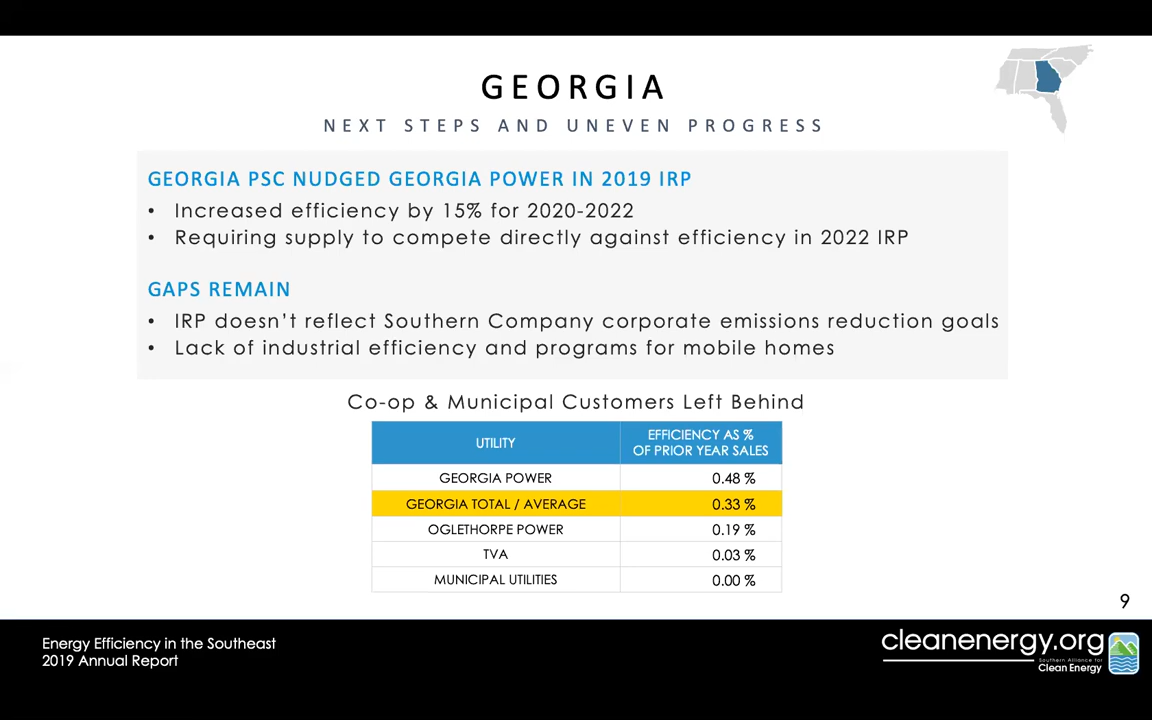 GEORGIA
NEXT STEPS AND UNEVEN PROGRESS
GEORGIA PSC NUDGED GEORGIA POWER IN 2019 IRP
• Increased efficiency by 15% for 2020-2022
• Requiring supply to compete directly against efficiency in 2022 IRP
GAPS REMAIN
• IRP doesn't reflect Southern Company corporate emissions reduction goals
• Lack of industrial efficiency and programs for mobile homes
Co-op & Municipal Customers Left Behind
UTILITY
EFFICIENCY AS %
OF PRIOR YEAR SALES
GEORGIA POWER 0.48 %
GEORGIA TOTAL / AVERAGE 0.33 %
OGLETHORPE POWER 0.19 %
TVA 0.03 %
MUNICIPAL UTILITIES 0.00 %
9
Energy Efficiency in the Southeast
2019 Annual Report
cleanenergy.org
Southern Alliance for
Clean Energy